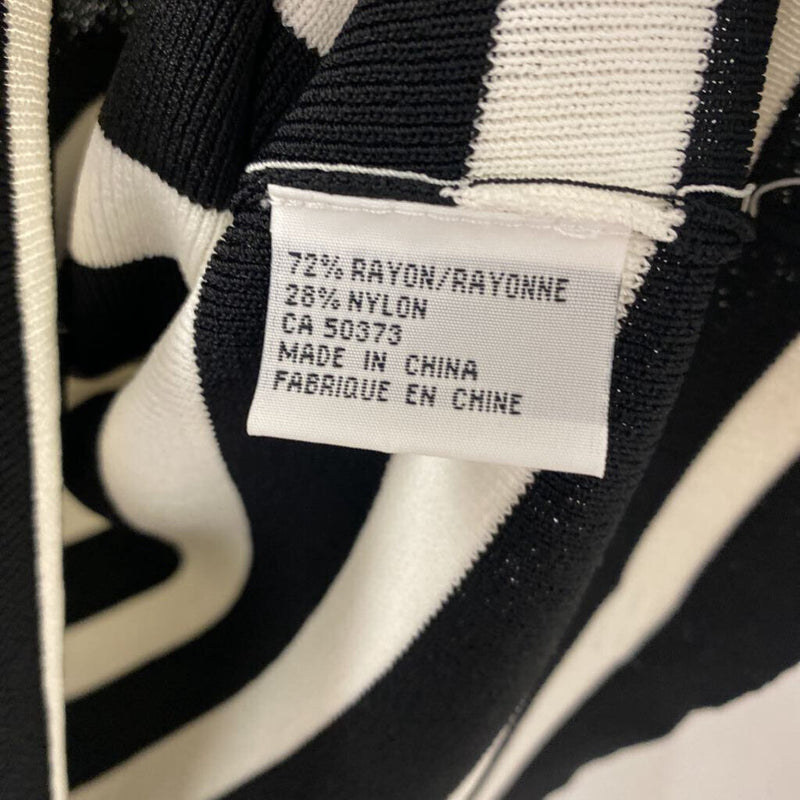 72% RAYON/RAYONNE
28% NYLON
CA 50373
MADE IN CHINA
FABRIQUE EN CHINE